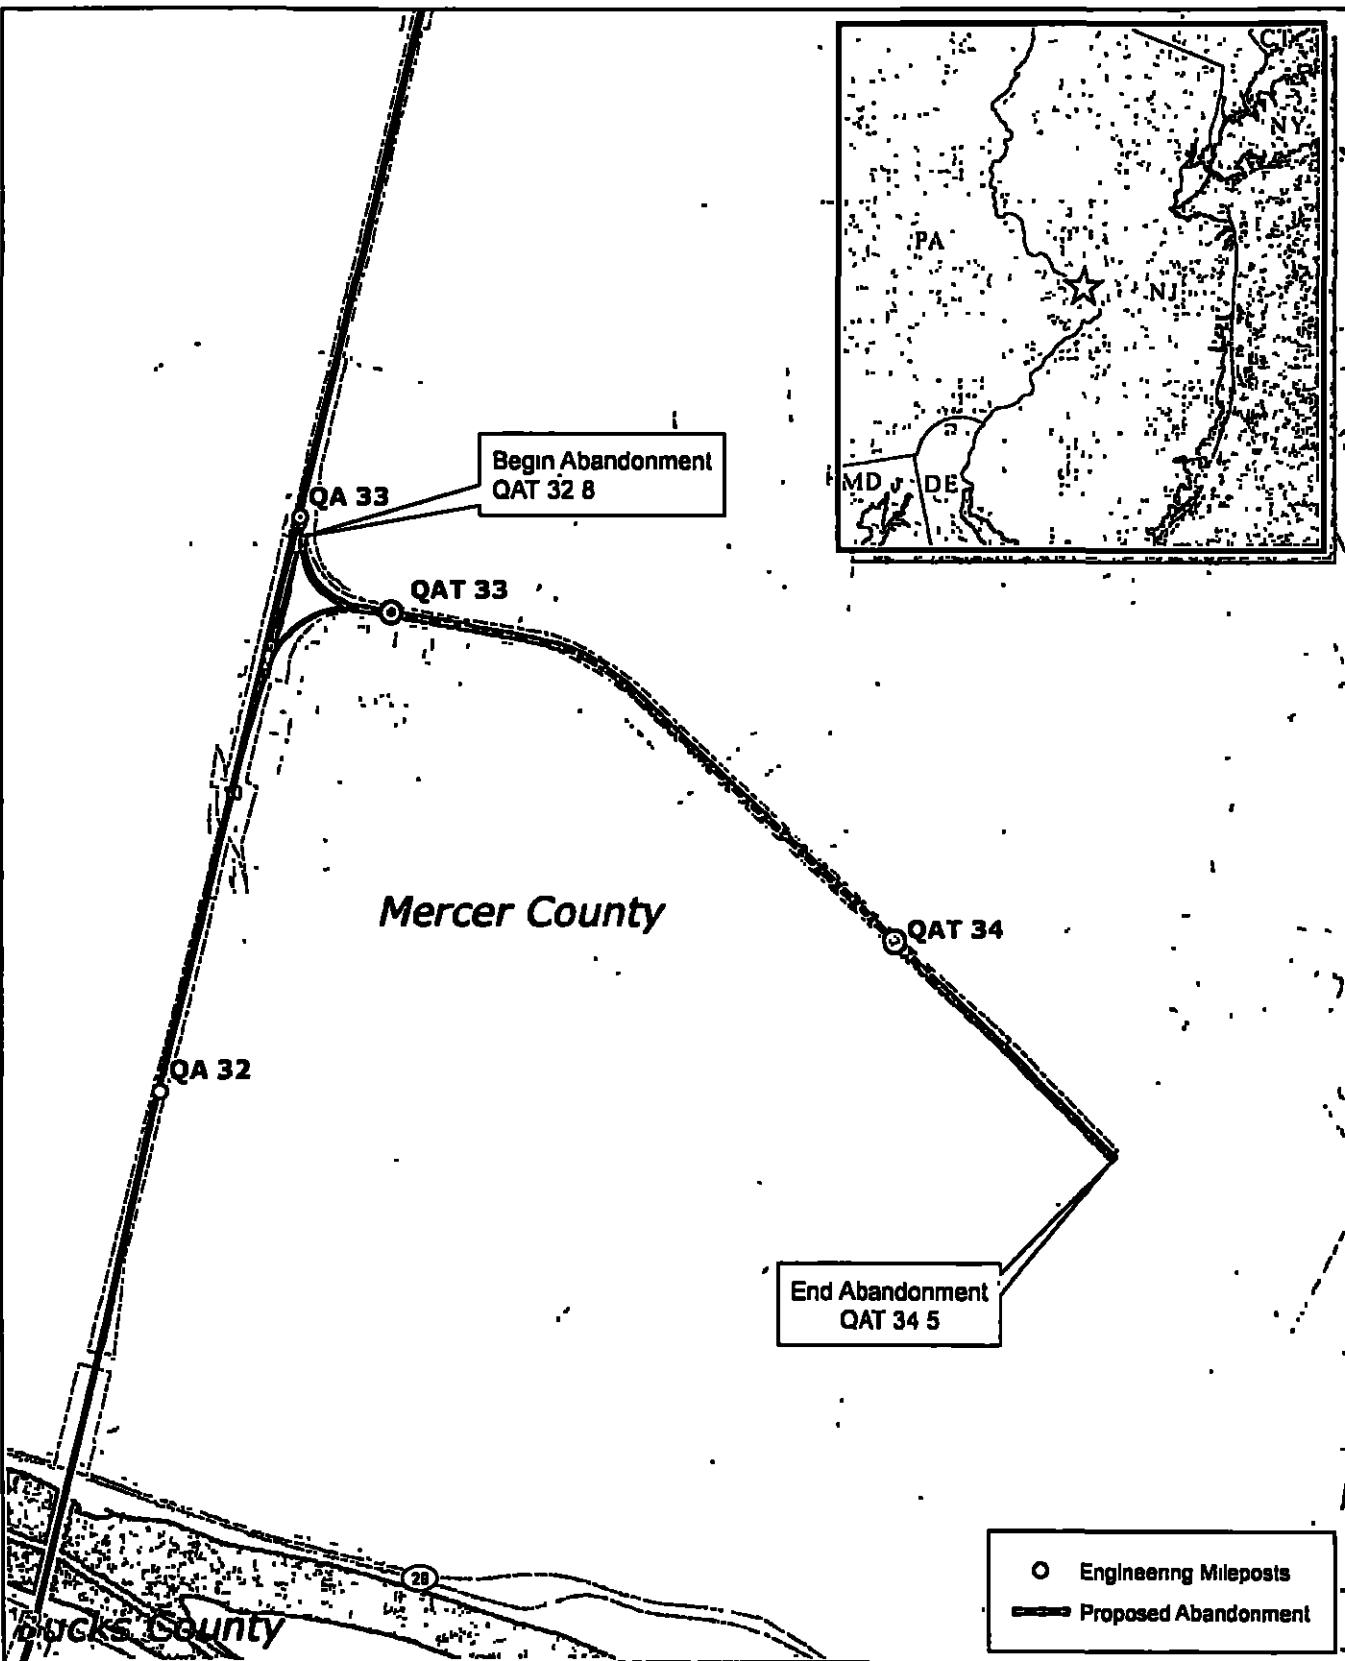 CT
NY
PA
NJ
MD
DE
Begin Abandonment
QAT 32 8
QA 33
QAT 33
Mercer County
QAT 34
QA 32
End Abandonment
QAT 34 5
28
Bucks County
Engineering Mileposts
Proposed Abandonment